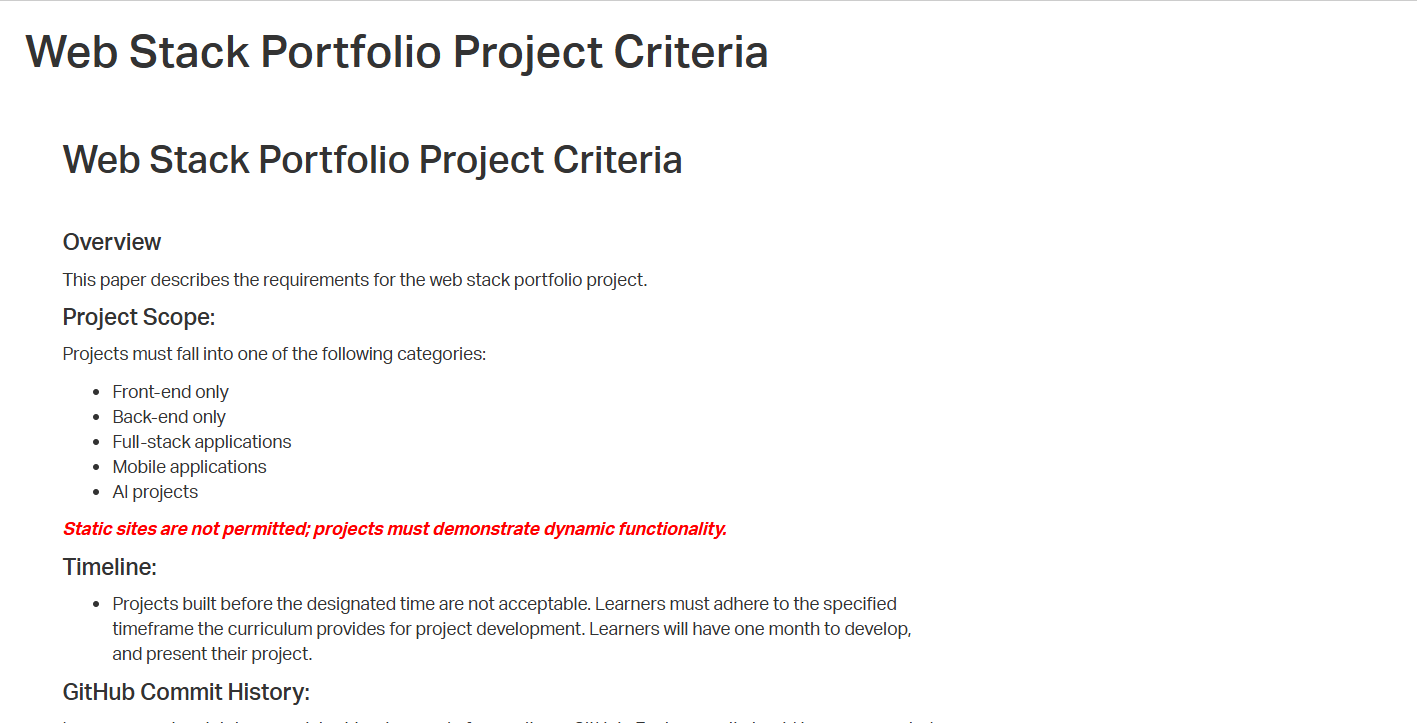 Web Stack Portfolio Project Criteria
Web Stack Portfolio Project Criteria
Overview
This paper describes the requirements for the web stack portfolio project.
Project Scope:
Projects must fall into one of the following categories:
Front-end only
Back-end only
Full-stack applications
Mobile applications
AI projects
Static sites are not permitted; projects must demonstrate dynamic functionality.
Timeline:
Projects built before the designated time are not acceptable. Learners must adhere to the specified
timeframe the curriculum provides for project development. Learners will have one month to develop,
and present their project.
GitHub Commit History: